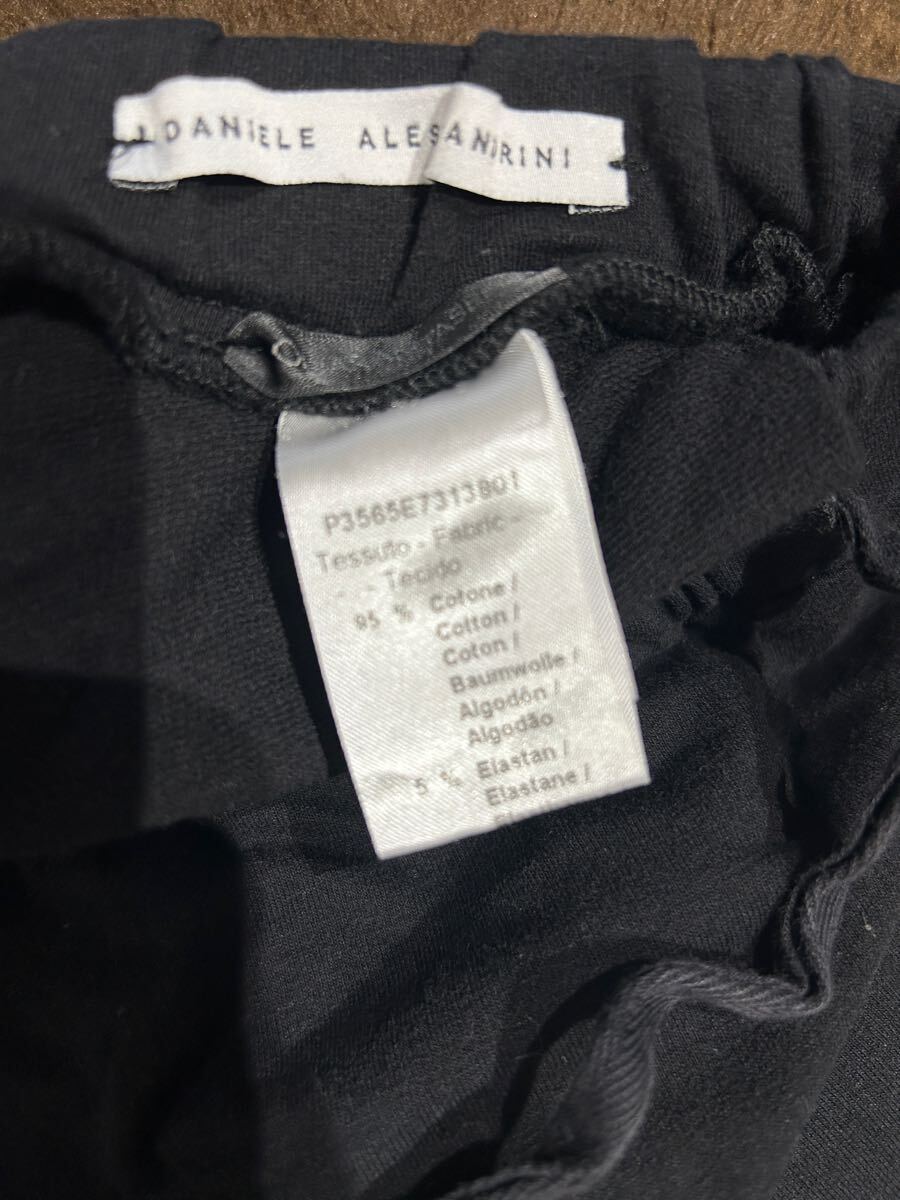 DANIELE ALESSANDRINI
P3565E7313801
Tessuto - Fabric -
- Tecido
95 % Cotone /
Cotton /
Coton /
Baumwolle /
Algodón /
Algodão
5 % Elastan /
Elastane /